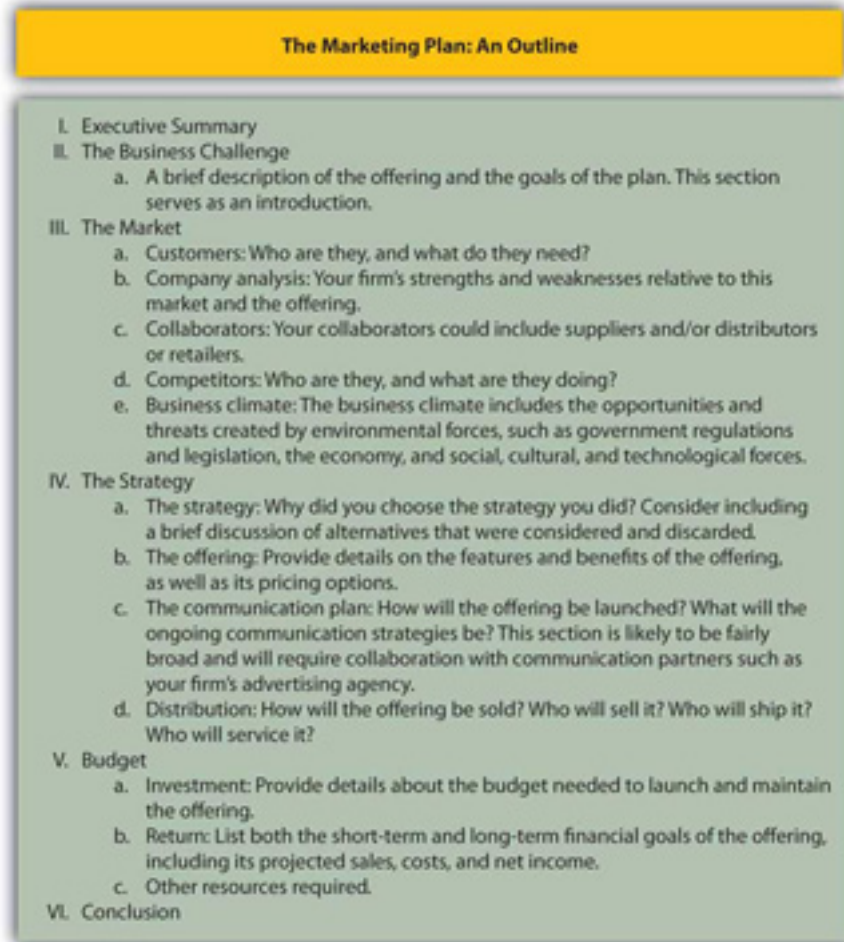 The Marketing Plan: An Outline
I. Executive Summary
II. The Business Challenge
a. A brief description of the offering and the goals of the plan. This section
serves as an introduction.
III. The Market
a. Customers: Who are they, and what do they need?
b. Company analysis: Your firm's strengths and weaknesses relative to this
market and the offering.
c. Collaborators: Your collaborators could include suppliers and/or distributors
or retailers.
d. Competitors: Who are they, and what are they doing?
e. Business climate: The business climate includes the opportunities and
threats created by environmental forces, such as government regulations
and legislation, the economy, and social, cultural, and technological forces.
IV. The Strategy
a. The strategy: Why did you choose the strategy you did? Consider including
a brief discussion of alternatives that were considered and discarded.
b. The offering: Provide details on the features and benefits of the offering,
as well as its pricing options.
c. The communication plan: How will the offering be launched? What will the
ongoing communication strategies be? This section is likely to be fairly
broad and will require collaboration with communication partners such as
your firm's advertising agency.
d. Distribution: How will the offering be sold? Who will sell it? Who will ship it?
Who will service it?
V. Budget
a. Investment: Provide details about the budget needed to launch and maintain
the offering.
b. Return: List both the short-term and long-term financial goals of the offering,
including its projected sales, costs, and net income.
c. Other resources required.
VI. Conclusion